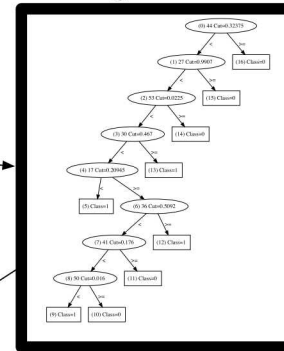 (0) 44 Cut=0.32375
< >=
(1) 27 Cut=0.9907
(16) Class=0
< >=
(2) 53 Cut=0.0225
(15) Class=0
< >=
(3) 30 Cut=0.467
(14) Class=0
< >=
(4) 17 Cut=0.20945
(13) Class=1
< >=
(5) Class=1
(6) 36 Cut=0.5092
< >=
(7) 41 Cut=0.176
(12) Class=1
< >=
(8) 50 Cut=0.016
(11) Class=0
< >=
(9) Class=1
(10) Class=0